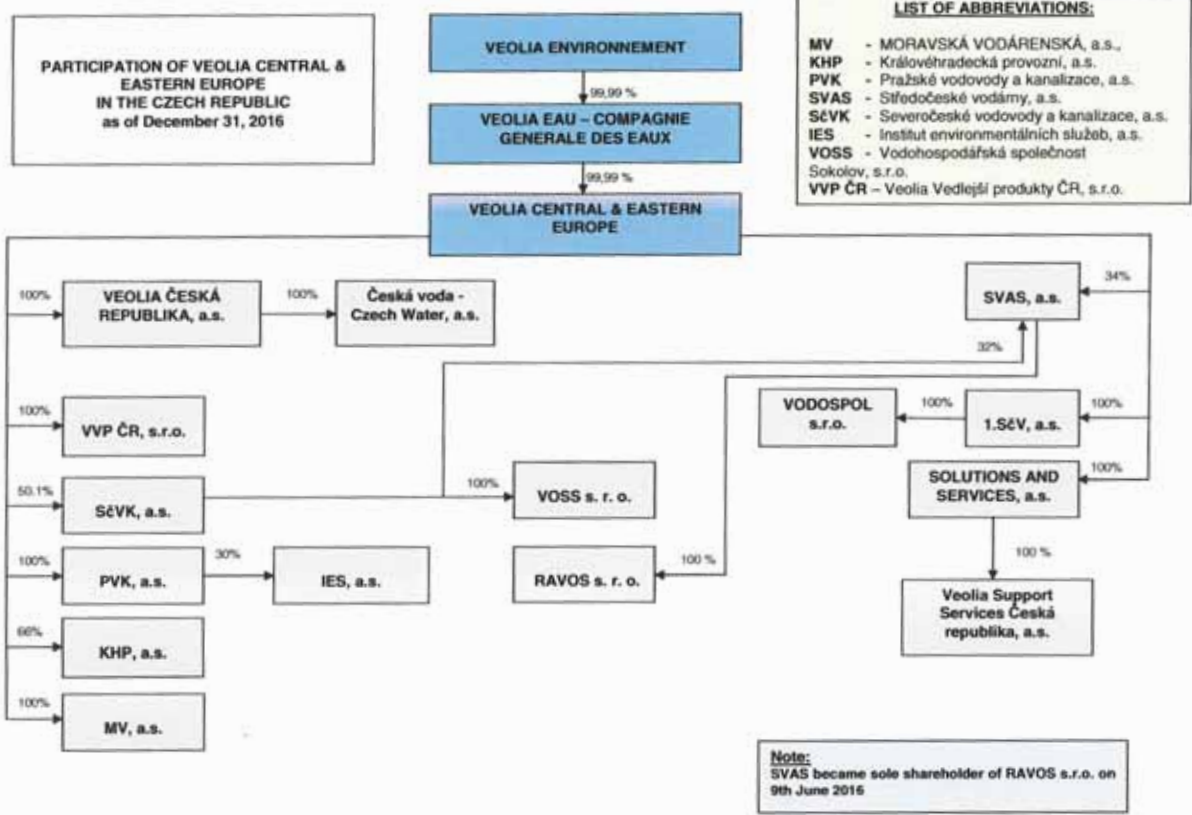 PARTICIPATION OF VEOLIA CENTRAL &
EASTERN EUROPE
IN THE CZECH REPUBLIC
as of December 31, 2016
VEOLIA ENVIRONNEMENT
99,99 %
VEOLIA EAU – COMPAGNIE
GENERALE DES EAUX
99,99 %
VEOLIA CENTRAL & EASTERN
EUROPE
LIST OF ABBREVIATIONS:
MV - MORAVSKÁ VODÁRENSKÁ, a.s.,
KHP - Královéhradecká provozní, a.s.
PVK - Pražské vodovody a kanalizace, a.s.
SVAS - Středočeské vodárny, a.s.
SčVK - Severočeské vodovody a kanalizace, a.s.
IES - Institut environmentálních služeb, a.s.
VOSS - Vodohospodářská společnost
Sokolov, s.r.o.
VVP ČR – Veolia Vedlejší produkty ČR, s.r.o.
100%
VEOLIA ČESKÁ
REPUBLIKA, a.s.
100%
Česká voda -
Czech Water, a.s.
SVAS, a.s.
34%
32%
100%
VVP ČR, s.r.o.
VODOSPOL
s.r.o.
100%
1.SčV, a.s.
100%
50.1%
SčVK, a.s.
100%
VOSS s. r. o.
SOLUTIONS AND
SERVICES, a.s.
100%
100%
PVK, a.s.
30%
IES, a.s.
RAVOS s. r. o.
100 %
100 %
Veolia Support
Services Česká
republika, a.s.
66%
KHP, a.s.
100%
MV, a.s.
Note:
SVAS became sole shareholder of RAVOS s.r.o. on
9th June 2016